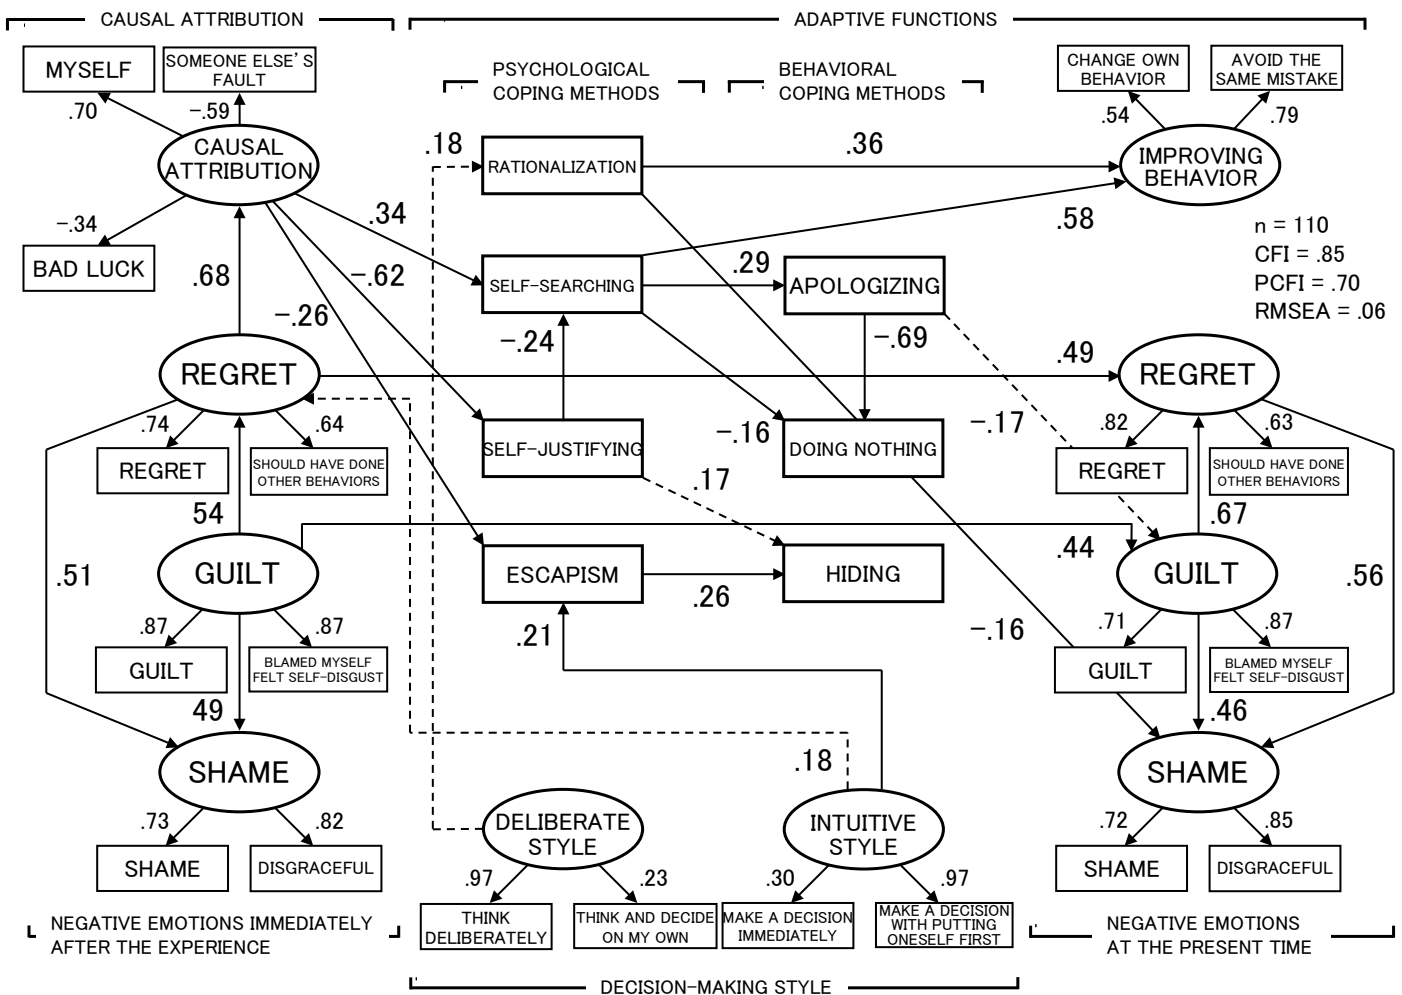 CAUSAL ATTRIBUTION
ADAPTIVE FUNCTIONS
MYSELF
SOMEONE ELSE'S
FAULT
.70
-.59
CAUSAL
ATTRIBUTION
-.34
BAD LUCK
PSYCHOLOGICAL
COPING METHODS
BEHAVIORAL
COPING METHODS
CHANGE OWN
BEHAVIOR
AVOID THE
SAME MISTAKE
.54
.79
IMPROVING
BEHAVIOR
.18
RATIONALIZATION
.36
.34
.58
n = 110
CFI = .85
PCFI = .70
RMSEA = .06
.68
-.62
-.26
SELF-SEARCHING
.29
APOLOGIZING
-.24
-.69
REGRET
.49
REGRET
.74
.64
REGRET
SHOULD HAVE DONE
OTHER BEHAVIORS
SELF-JUSTIFYING
-.16
DOING NOTHING
-.17
.17
.82
.63
REGRET
SHOULD HAVE DONE
OTHER BEHAVIORS
54
.67
.51
GUILT
ESCAPISM
.26
HIDING
.44
GUILT
.56
.87
.87
GUILT
BLAMED MYSELF
FELT SELF-DISGUST
.21
-.16
.71
.87
GUILT
BLAMED MYSELF
FELT SELF-DISGUST
49
.46
SHAME
.18
SHAME
.73
.82
SHAME
DISGRACEFUL
DELIBERATE
STYLE
INTUITIVE
STYLE
.72
.85
SHAME
DISGRACEFUL
.97
.23
THINK
DELIBERATELY
THINK AND DECIDE
ON MY OWN
.30
.97
MAKE A DECISION
IMMEDIATELY
MAKE A DECISION
WITH PUTTING
ONESELF FIRST
NEGATIVE EMOTIONS IMMEDIATELY
AFTER THE EXPERIENCE
NEGATIVE EMOTIONS
AT THE PRESENT TIME
DECISION-MAKING STYLE